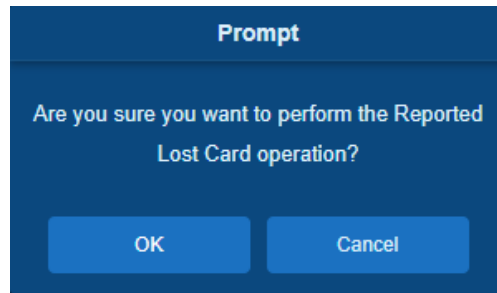 Prompt
Are you sure you want to perform the Reported
Lost Card operation?
OK
Cancel